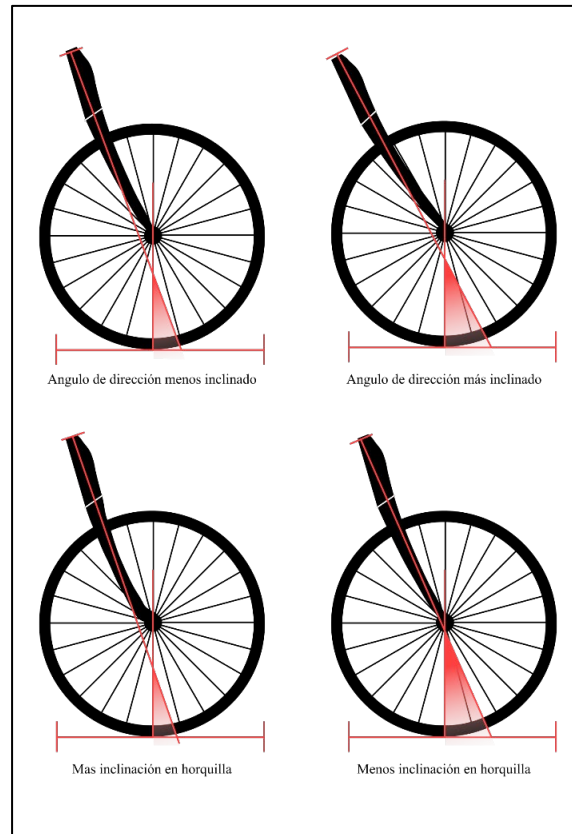 Angulo de dirección menos inclinado
Angulo de dirección más inclinado
Mas inclinación en horquilla
Menos inclinación en horquilla